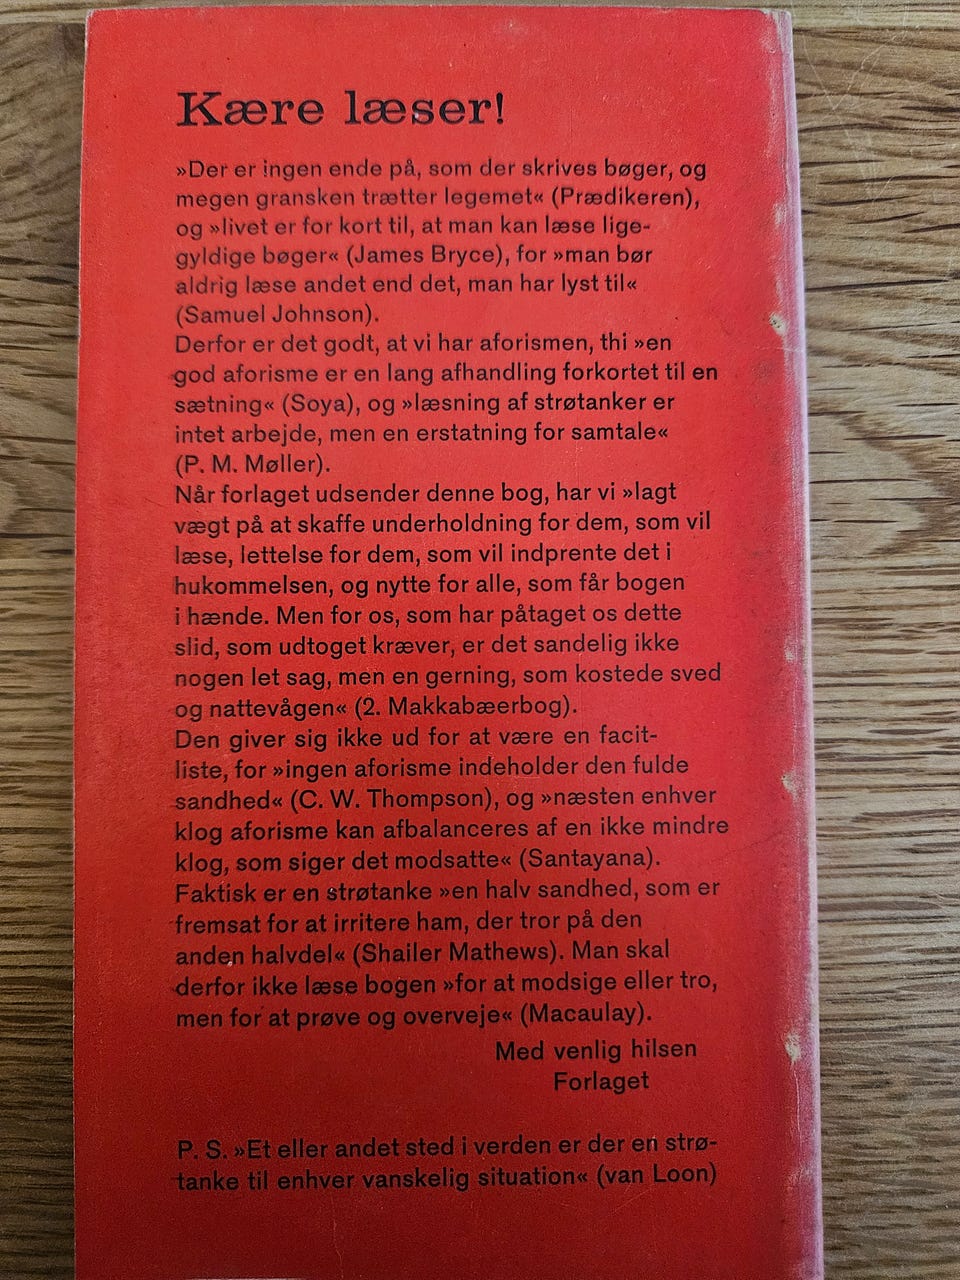 Kære læser!
»Der er ingen ende på, som der skrives bøger, og
megen gransken trætter legemet« (Prædikeren),
og »livet er for kort til, at man kan læse lige-
gyldige bøger« (James Bryce), for »man bør
aldrig læse andet end det, man har lyst til«
(Samuel Johnson).
Derfor er det godt, at vi har aforismen, thi »en
god aforisme er en lang afhandling forkortet til en
sætning« (Soya), og »læsning af strøtanker er
intet arbejde, men en erstatning for samtale«
(P. M. Møller).
Når forlaget udsender denne bog, har vi »lagt
vægt på at skaffe underholdning for dem, som vil
læse, lettelse for dem, som vil indprente det i
hukommelsen, og nytte for alle, som får bogen
i hænde. Men for os, som har påtaget os dette
slid, som udtoget kræver, er det sandelig ikke
nogen let sag, men en gerning, som kostede sved
og nattevågen« (2. Makkabæerbog).
Den giver sig ikke ud for at være en facit-
liste, for »ingen aforisme indeholder den fulde
sandhed« (C. W. Thompson), og »næsten enhver
klog aforisme kan afbalanceres af en ikke mindre
klog, som siger det modsatte« (Santayana).
Faktisk er en strøtanke »en halv sandhed, som er
fremsat for at irritere ham, der tror på den
anden halvdel« (Shailer Mathews). Man skal
derfor ikke læse bogen »for at modsige eller tro,
men for at prøve og overveje« (Macaulay).
Med venlig hilsen
Forlaget
P. S. »Et eller andet sted i verden er der en strø-
tanke til enhver vanskelig situation« (van Loon)